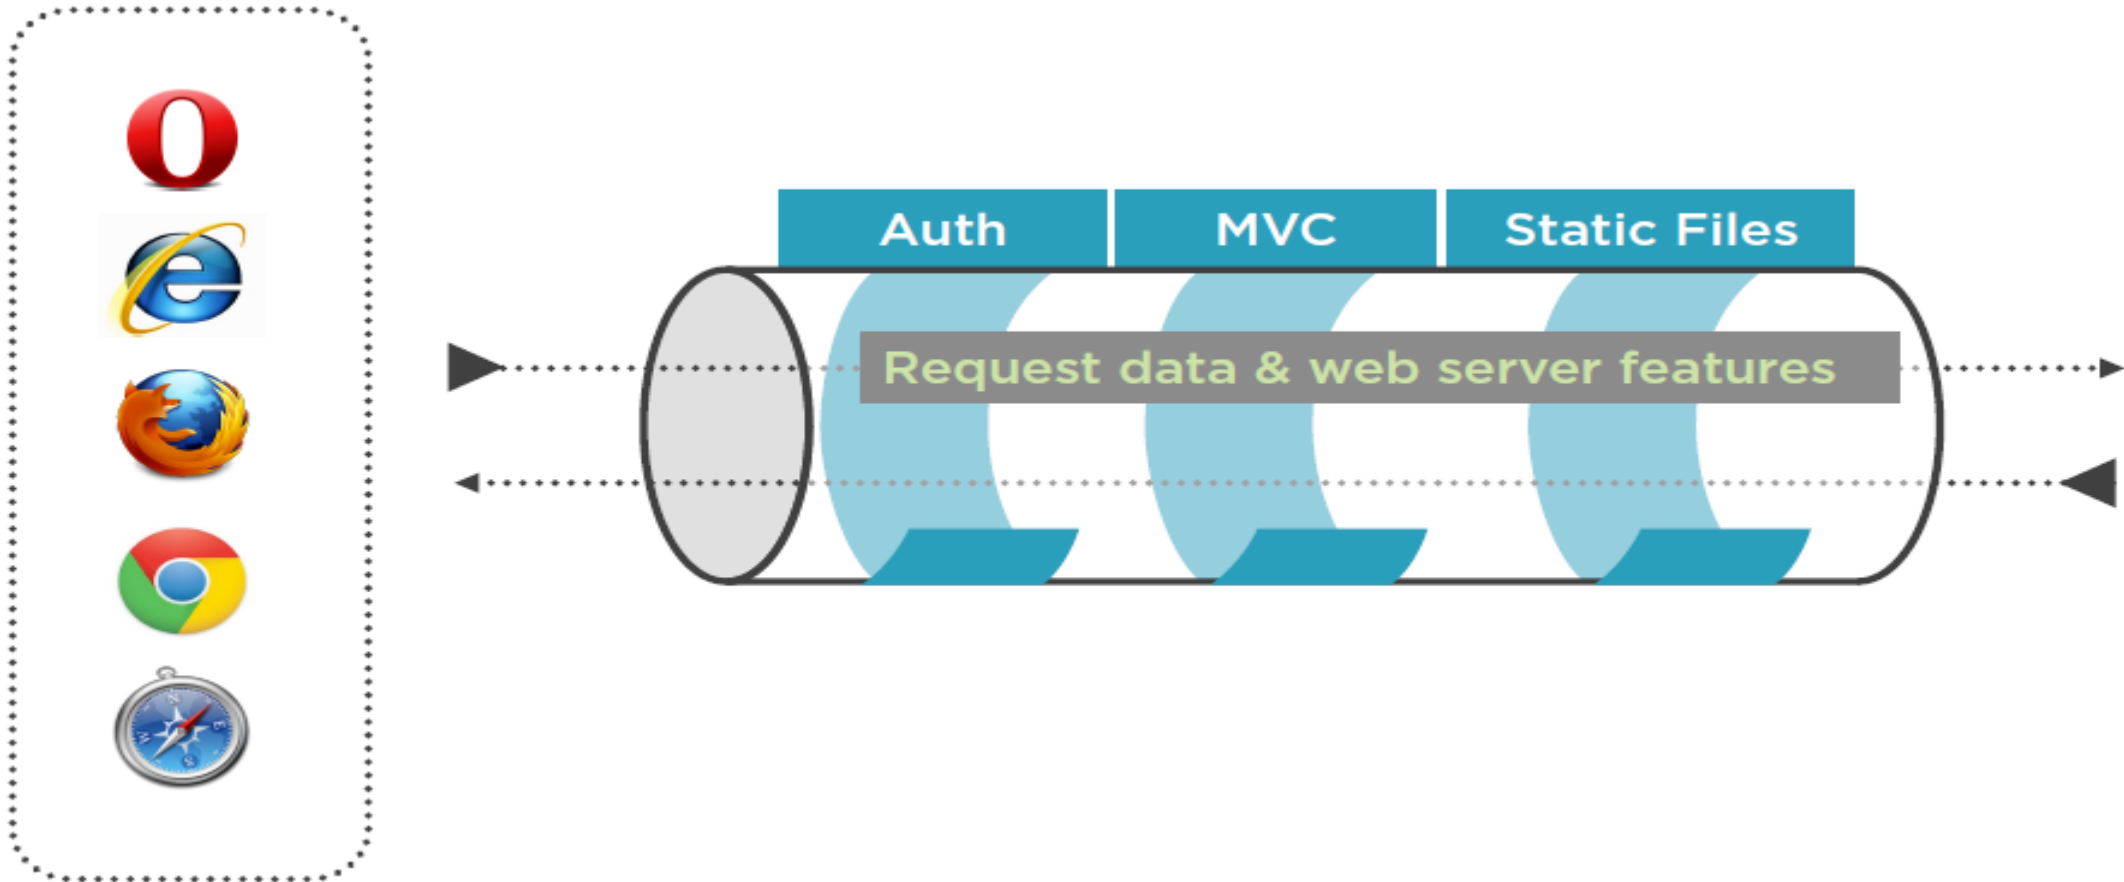 Auth
MVC
Static Files
Request data & web server features